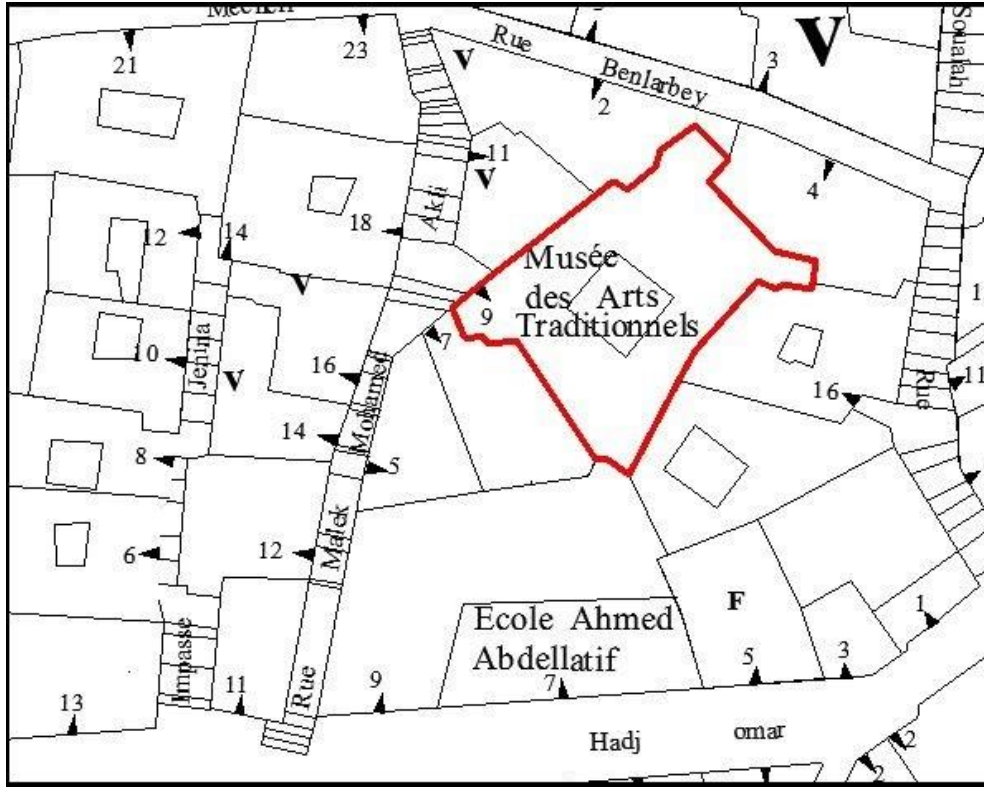 21
23
V
Rue
Benlarbey
2
3
V
Soualah
4
11
V
Akli
18
12
14
V
Musée
des Arts
Traditionnels
9
7
Jenina
10
V
16
Mohamed
16
Rue
11
1
14
5
8
Malek
12
6
F
Ecole Ahmed
Abdellatif
1
Impasse
Rue
11
9
7
5
3
13
Hadj omar
2
2